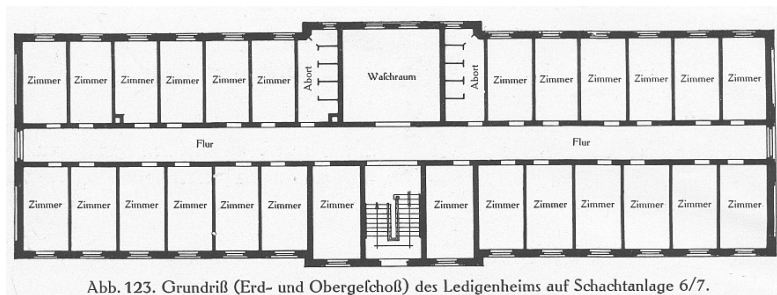 Zimmer Zimmer Zimmer Zimmer Zimmer Zimmer Abort Waſchraum Abort Zimmer Zimmer Zimmer Zimmer Zimmer Zimmer
Flur Flur
Zimmer Zimmer Zimmer Zimmer Zimmer Zimmer Zimmer Zimmer Zimmer Zimmer Zimmer Zimmer Zimmer Zimmer
Abb. 123. Grundriß (Erd- und Obergeſchoß) des Ledigenheims auf Schachtanlage 6/7.